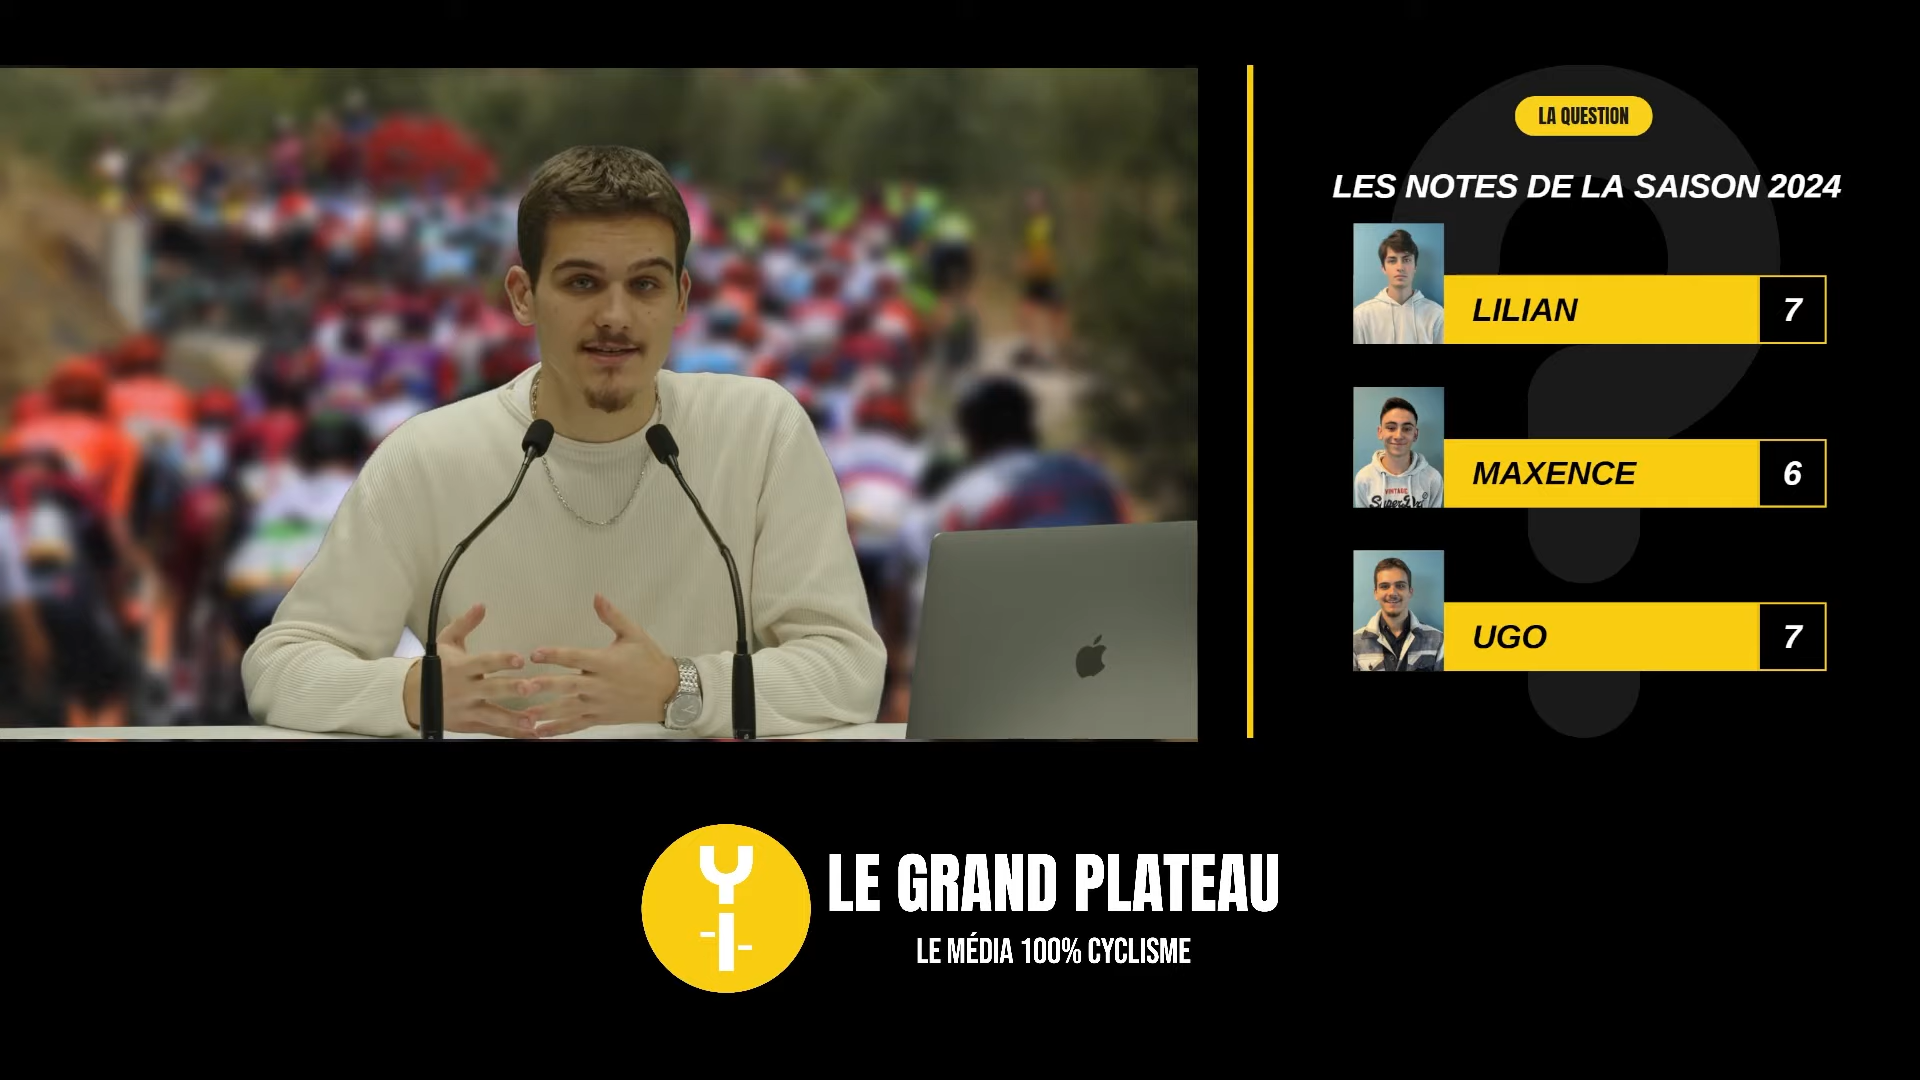 LA QUESTION
LES NOTES DE LA SAISON 2024
LILIAN 7
MAXENCE 6
UGO 7
LE GRAND PLATEAU
LE MÉDIA 100% CYCLISME